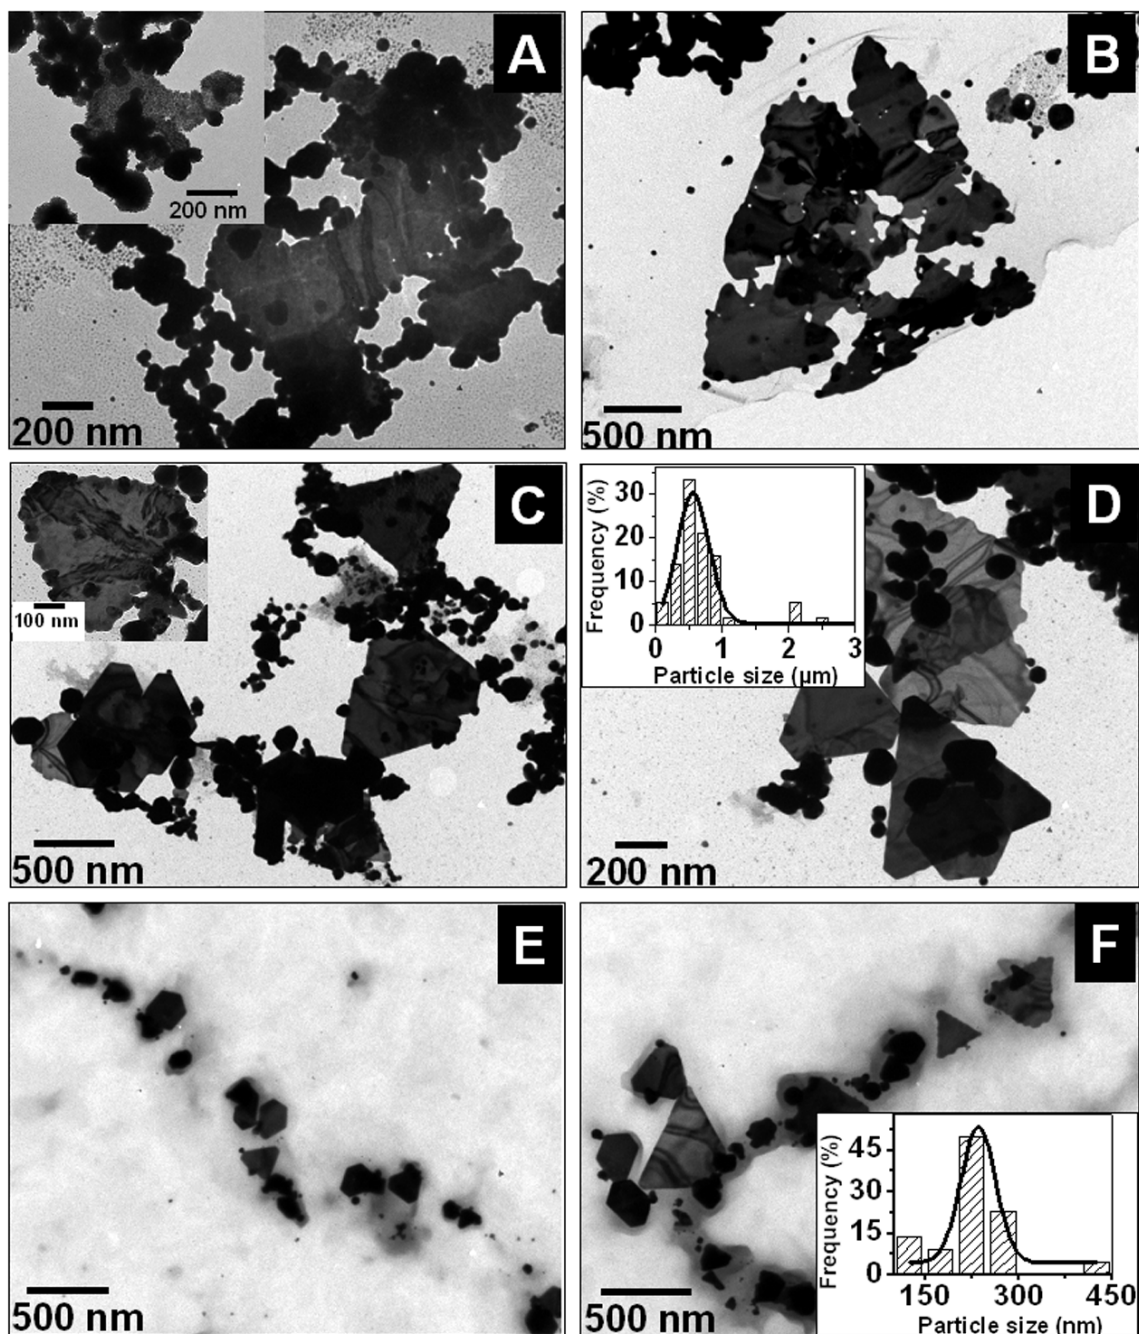 A
200 nm
200 nm
B
500 nm
C
100 nm
500 nm
D
Frequency (%)
30
20
10
0
0 1 2 3
Particle size (µm)
200 nm
E
500 nm
F
500 nm
Frequency (%)
45
30
15
0
150 300 450
Particle size (nm)